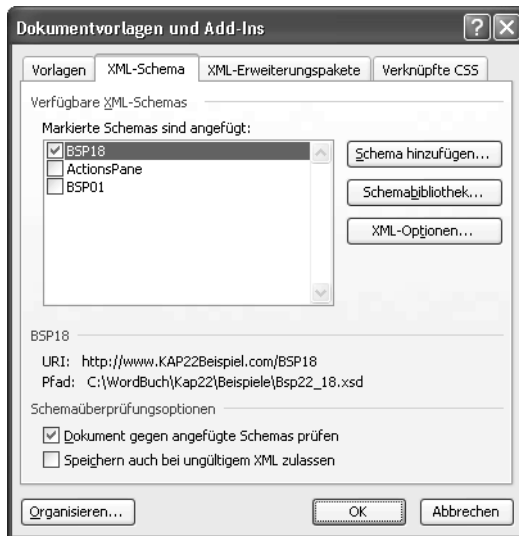 Dokumentvorlagen und Add-Ins
Vorlagen XML-Schema XML-Erweiterungspakete Verknüpfte CSS
Verfügbare XML-Schemas
Markierte Schemas sind angefügt:
BSP18
ActionsPane
BSP01
Schema hinzufügen...
Schemabibliothek...
XML-Optionen...
BSP18
URI: http://www.KAP22Beispiel.com/BSP18
Pfad: C:\WordBuch\Kap22\Beispiele\Bsp22_18.xsd
Schemaüberprüfungsoptionen
Dokument gegen angefügte Schemas prüfen
Speichern auch bei ungültigem XML zulassen
Organisieren... OK Abbrechen